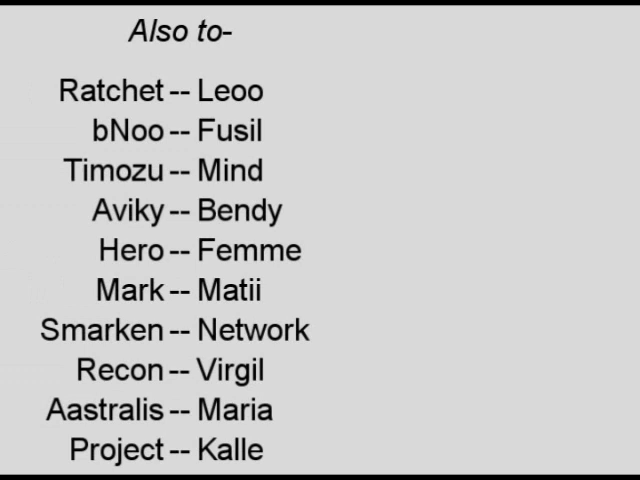 Also to-
Ratchet -- Leoo
bNoo -- Fusil
Timozu -- Mind
Aviky -- Bendy
Hero -- Femme
Mark -- Matii
Smarken -- Network
Recon -- Virgil
Aastralis -- Maria
Project -- Kalle